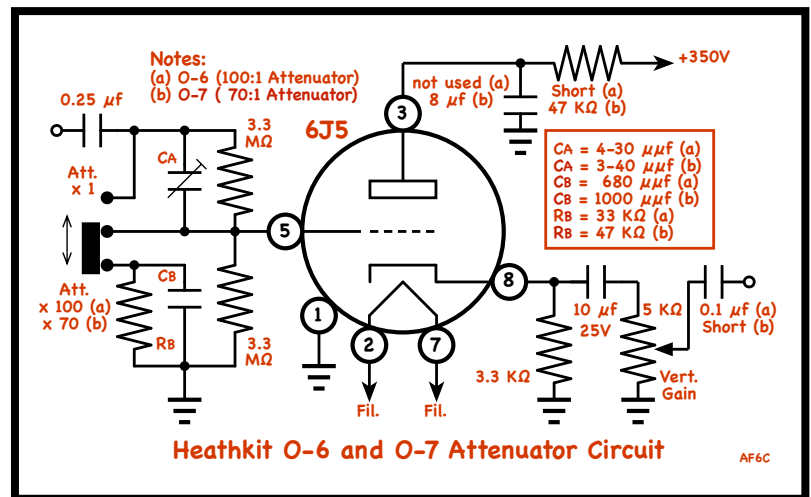 Notes:
(a) O-6 (100:1 Attenuator)
(b) O-7 ( 70:1 Attenuator)
0.25 µf
3.3
MΩ
CA
Att.
x 1
6J5
not used (a)
8 µf (b)
3
Short (a)
47 KΩ (b)
+350V
CA = 4-30 µµf (a)
CA = 3-40 µµf (b)
CB = 680 µµf (a)
CB = 1000 µµf (b)
RB = 33 KΩ (a)
RB = 47 KΩ (b)
5
8
1
2
7
Att.
x 100 (a)
x 70 (b)
CB
RB
3.3
MΩ
Fil.
Fil.
3.3 KΩ
10 µf
25V
5 KΩ
0.1 µf (a)
Short (b)
Vert.
Gain
Heathkit O-6 and O-7 Attenuator Circuit
AF6C